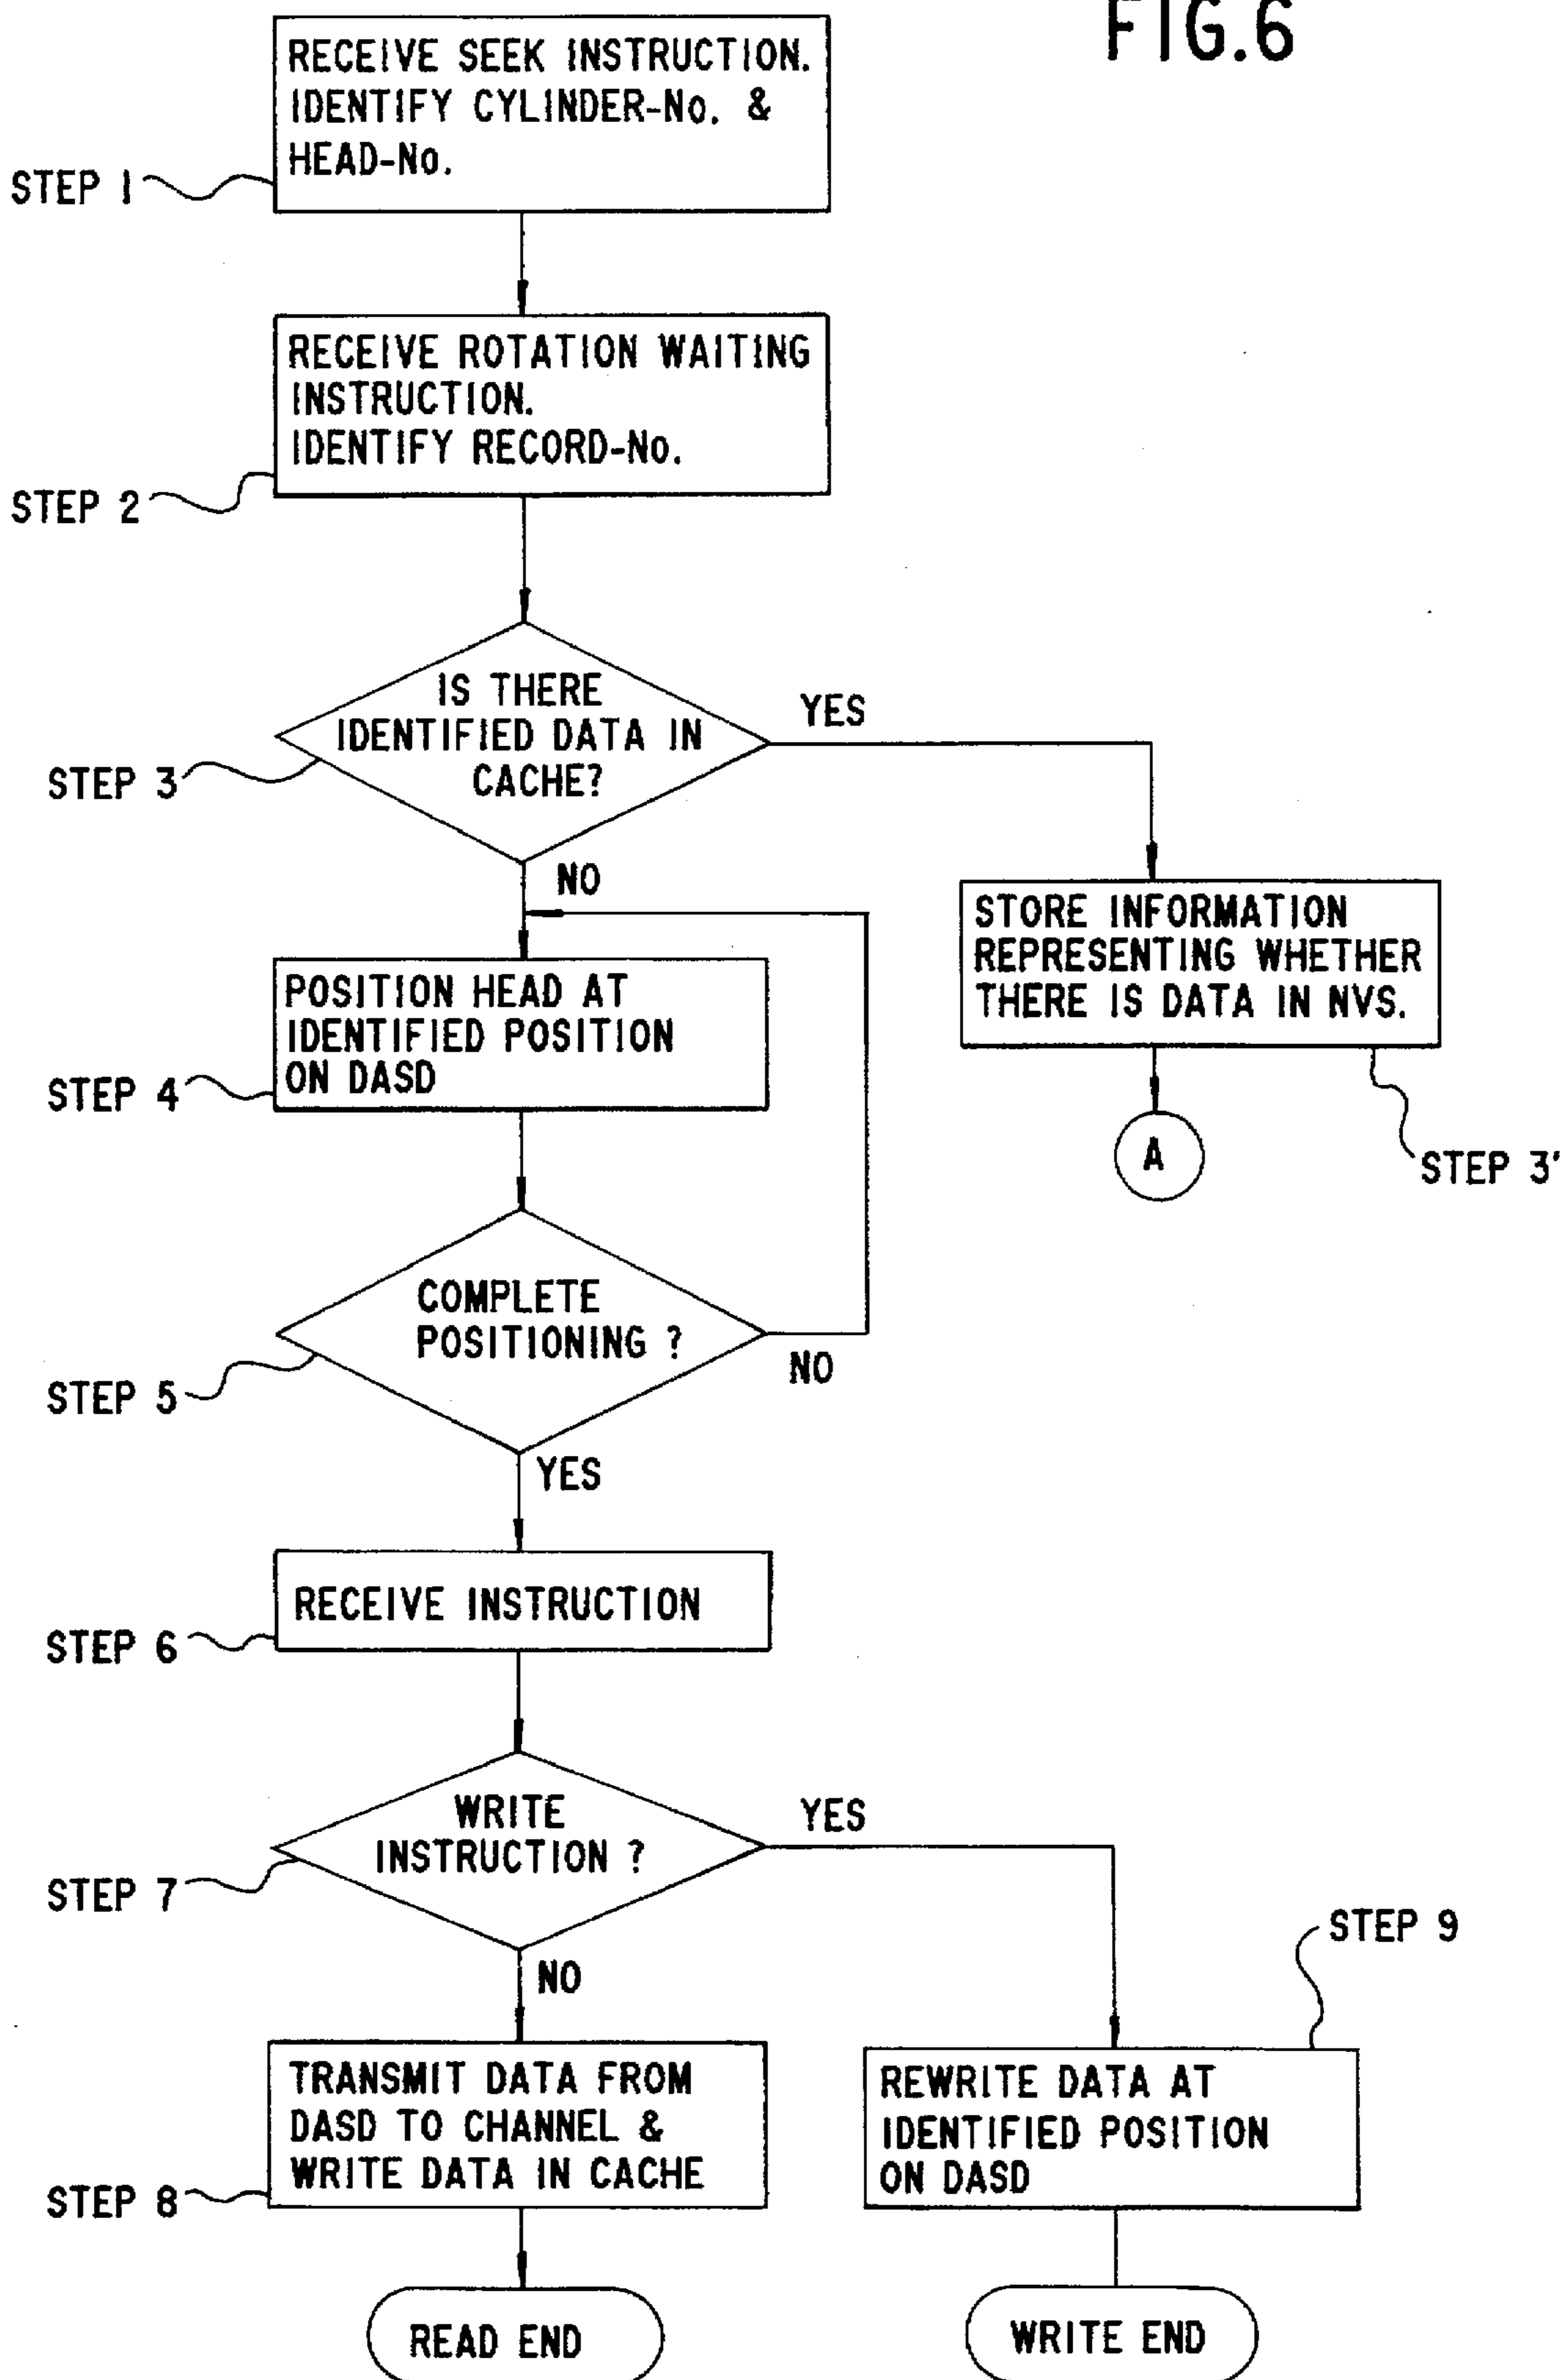 FIG.6
RECEIVE SEEK INSTRUCTION.
IDENTIFY CYLINDER-No. &
HEAD-No.
STEP 1
RECEIVE ROTATION WAITING
INSTRUCTION.
IDENTIFY RECORD-No.
STEP 2
IS THERE
IDENTIFIED DATA IN
CACHE?
YES
STEP 3
NO
STORE INFORMATION
REPRESENTING WHETHER
THERE IS DATA IN NVS.
STEP 3'
A
POSITION HEAD AT
IDENTIFIED POSITION
ON DASD
STEP 4
COMPLETE
POSITIONING ?
NO
STEP 5
YES
RECEIVE INSTRUCTION
STEP 6
WRITE
INSTRUCTION ?
YES
STEP 7
NO
STEP 9
TRANSMIT DATA FROM
DASD TO CHANNEL &
WRITE DATA IN CACHE
STEP 8
REWRITE DATA AT
IDENTIFIED POSITION
ON DASD
READ END
WRITE END